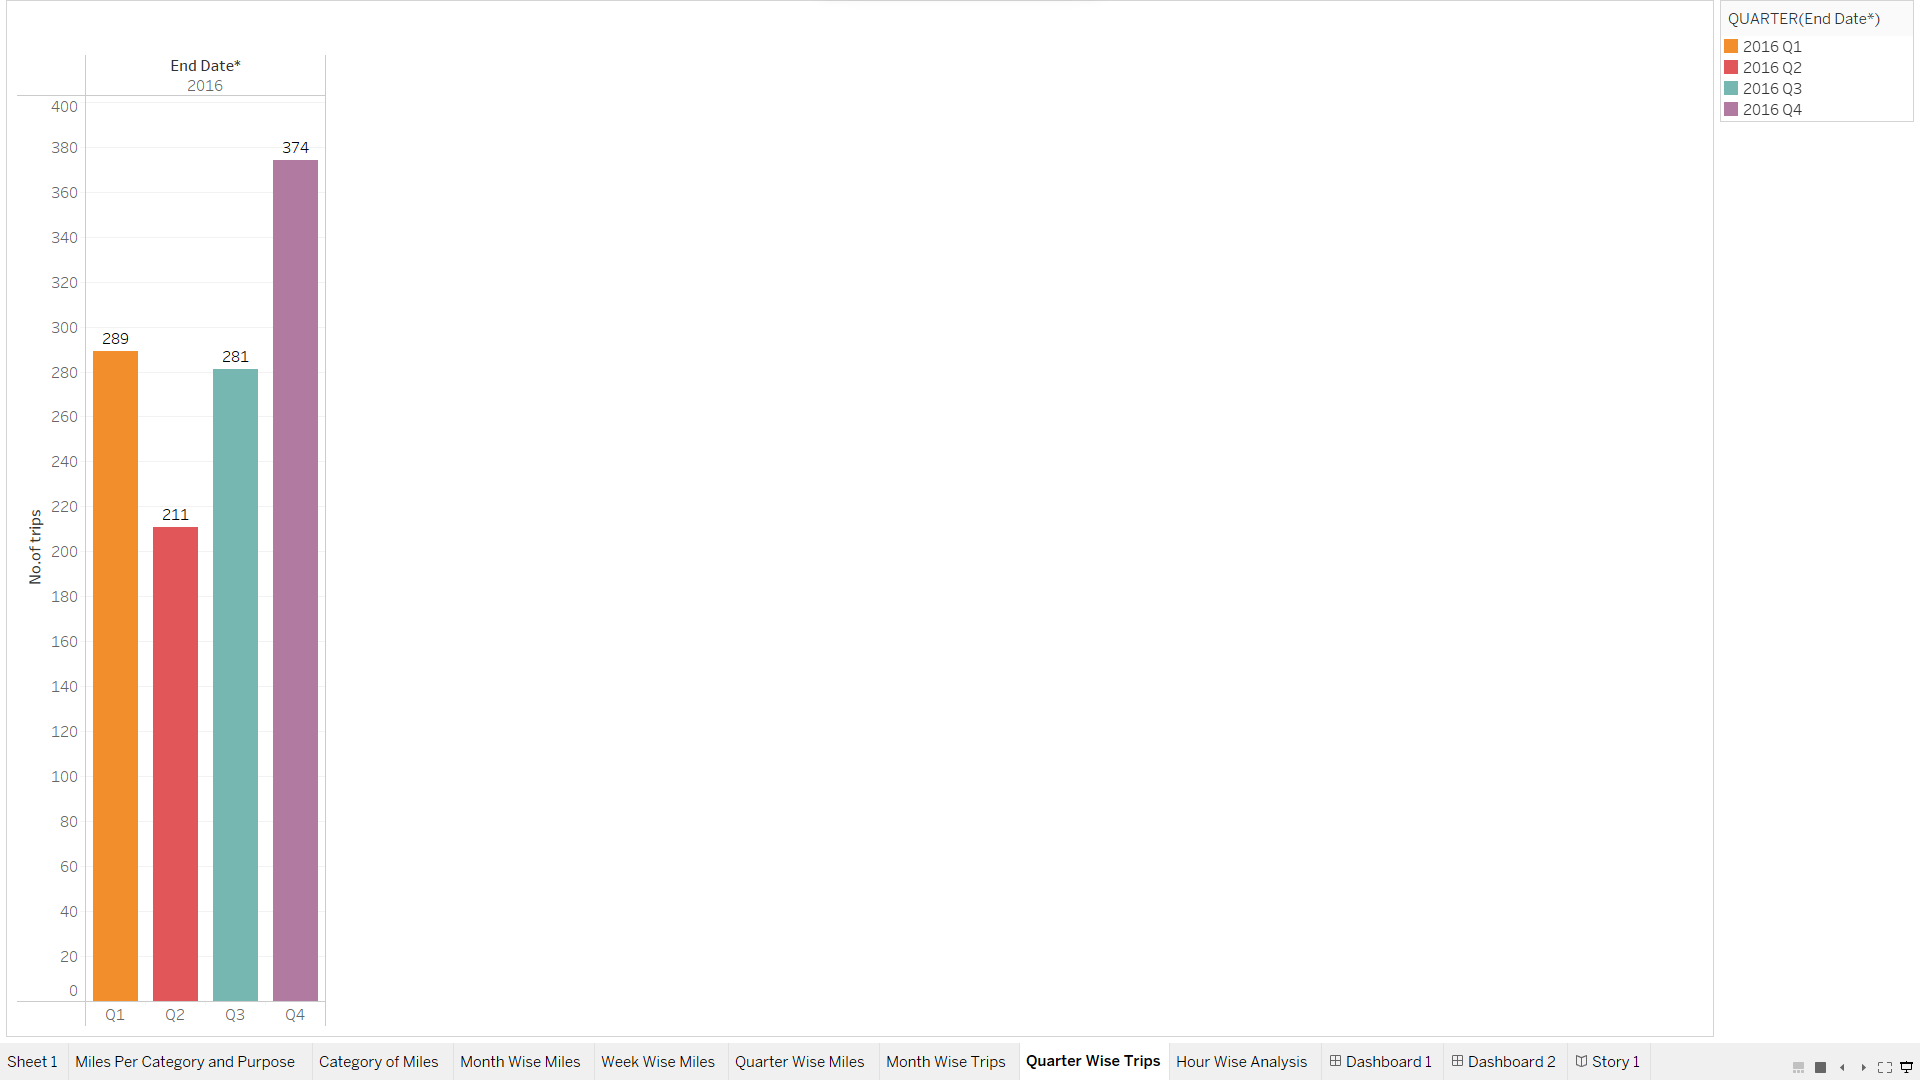 End Date*
2016
400
380
360
340
320
300
280
260
240
220
200
180
160
140
120
100
80
60
40
20
0
No.of trips
289
211
281
374
Q1 Q2 Q3 Q4
QUARTER(End Date*)
2016 Q1
2016 Q2
2016 Q3
2016 Q4
Sheet 1 Miles Per Category and Purpose Category of Miles Month Wise Miles Week Wise Miles Quarter Wise Miles Month Wise Trips Quarter Wise Trips Hour Wise Analysis Dashboard 1 Dashboard 2 Story 1